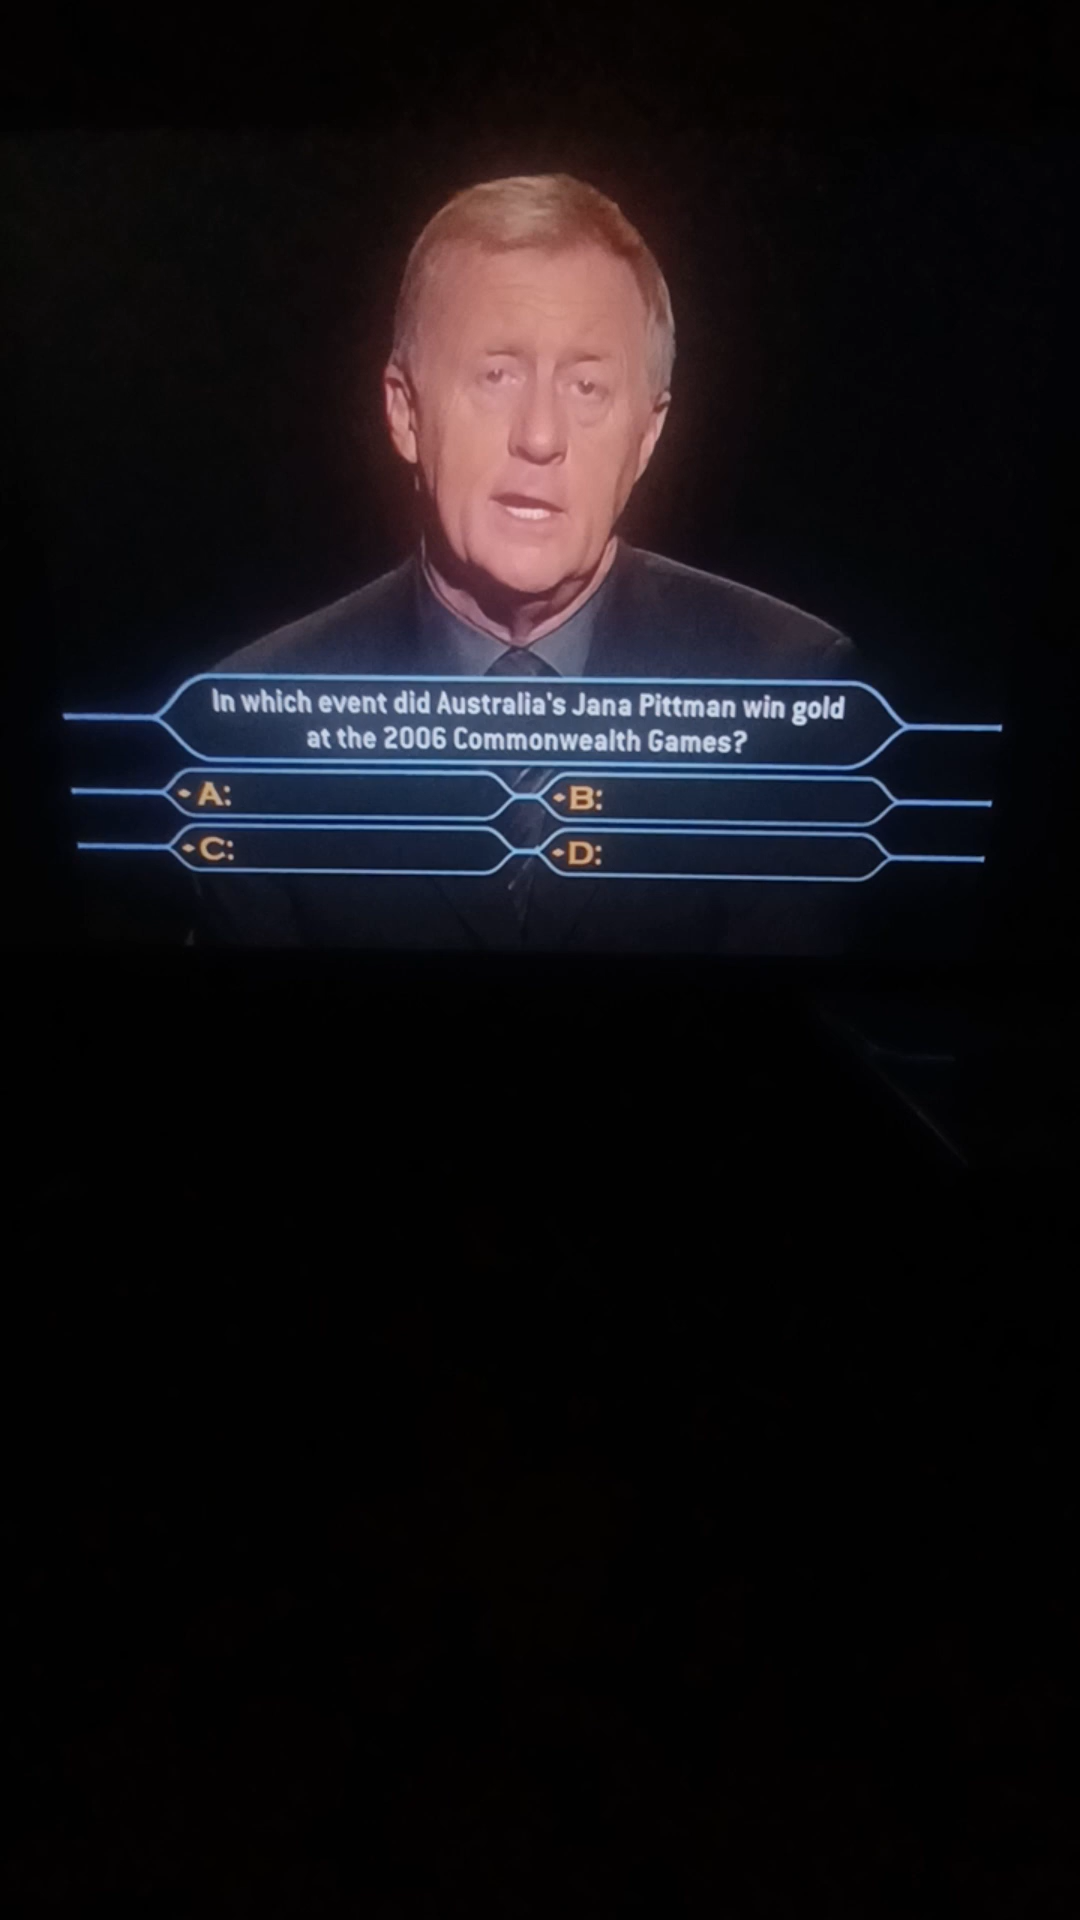 In which event did Australia's Jana Pittman win gold
at the 2006 Commonwealth Games?
A:
B:
C:
D: